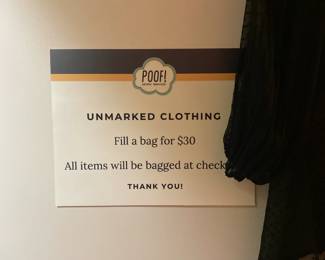 POOF!
UNMARKED CLOTHING
Fill a bag for $30
All items will be bagged at check
THANK YOU!